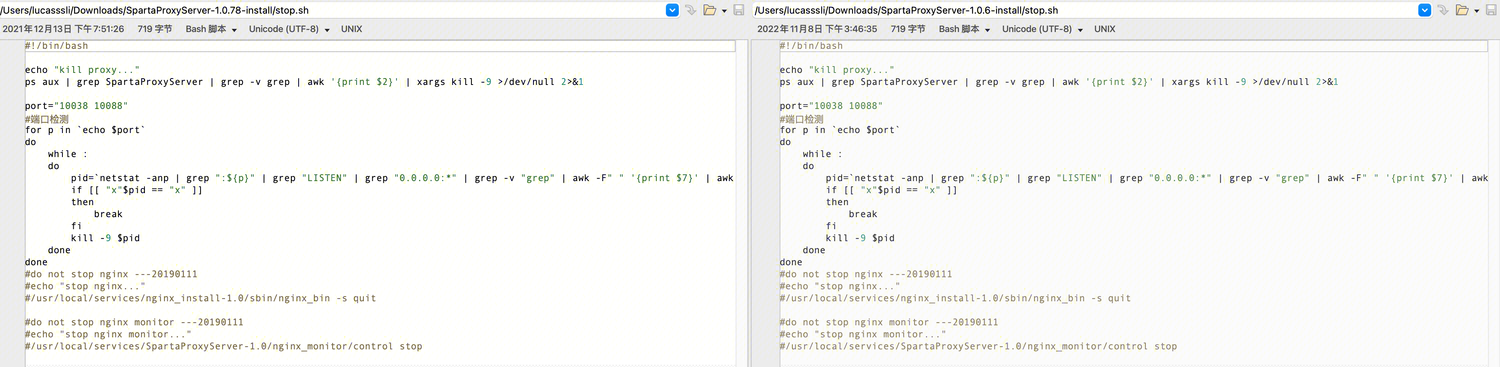 /Users/lucasssli/Downloads/SpartaProxyServer-1.0.78-install/stop.sh
2021年12月13日 下午7:51:26 719 字节 Bash 脚本 Unicode (UTF-8) UNIX
#!/bin/bash
echo "kill proxy..."
ps aux | grep SpartaProxyServer | grep -v grep | awk '{print $2}' | xargs kill -9 >/dev/null 2>&1
port="10038 10088"
#端口检测
for p in `echo $port`
do
    while :
    do
        pid=`netstat -anp | grep ":${p}" | grep "LISTEN" | grep "0.0.0.0:*" | grep -v "grep" | awk -F" " '{print $7}' | awk
        if [[ "x"$pid == "x" ]]
        then
            break
        fi
        kill -9 $pid
    done
done
#do not stop nginx ---20190111
#echo "stop nginx..."
#/usr/local/services/nginx_install-1.0/sbin/nginx_bin -s quit
#do not stop nginx monitor ---20190111
#echo "stop nginx monitor..."
#/usr/local/services/SpartaProxyServer-1.0/nginx_monitor/control stop
/Users/lucasssli/Downloads/SpartaProxyServer-1.0.6-install/stop.sh
2022年11月8日 下午3:46:35 719 字节 Bash 脚本 Unicode (UTF-8) UNIX
#!/bin/bash
echo "kill proxy..."
ps aux | grep SpartaProxyServer | grep -v grep | awk '{print $2}' | xargs kill -9 >/dev/null 2>&1
port="10038 10088"
#端口检测
for p in `echo $port`
do
    while :
    do
        pid=`netstat -anp | grep ":${p}" | grep "LISTEN" | grep "0.0.0.0:*" | grep -v "grep" | awk -F" " '{print $7}' | awk
        if [[ "x"$pid == "x" ]]
        then
            break
        fi
        kill -9 $pid
    done
done
#do not stop nginx ---20190111
#echo "stop nginx..."
#/usr/local/services/nginx_install-1.0/sbin/nginx_bin -s quit
#do not stop nginx monitor ---20190111
#echo "stop nginx monitor..."
#/usr/local/services/SpartaProxyServer-1.0/nginx_monitor/control stop